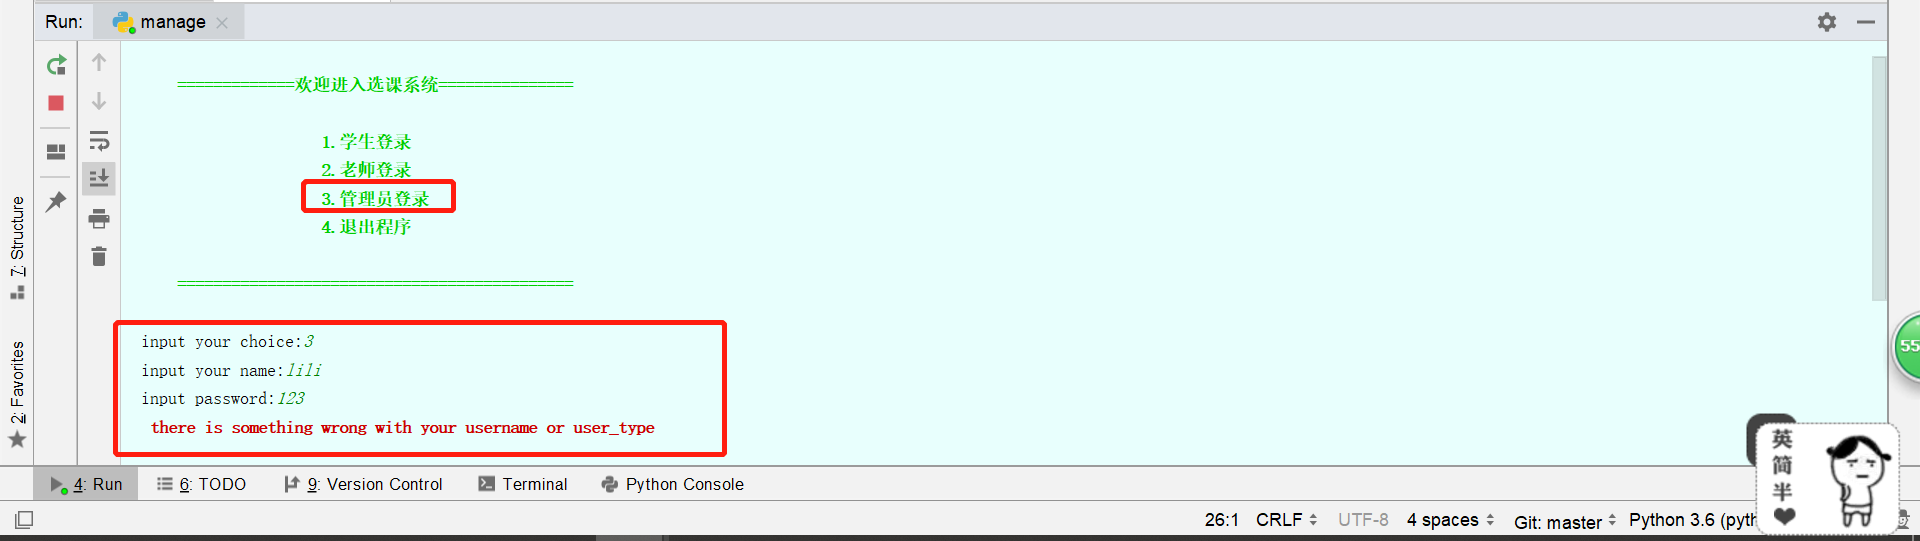 Run: manage
=============欢迎进入选课系统===============
1.学生登录
2.老师登录
3.管理员登录
4.退出程序
============================================
input your choice:3
input your name:lili
input password:123
there is something wrong with your username or user_type
7: Structure
2: Favorites
55
英
简
半
4: Run 6: TODO 9: Version Control Terminal Python Console
26:1 CRLF UTF-8 4 spaces Git: master Python 3.6 (pyth